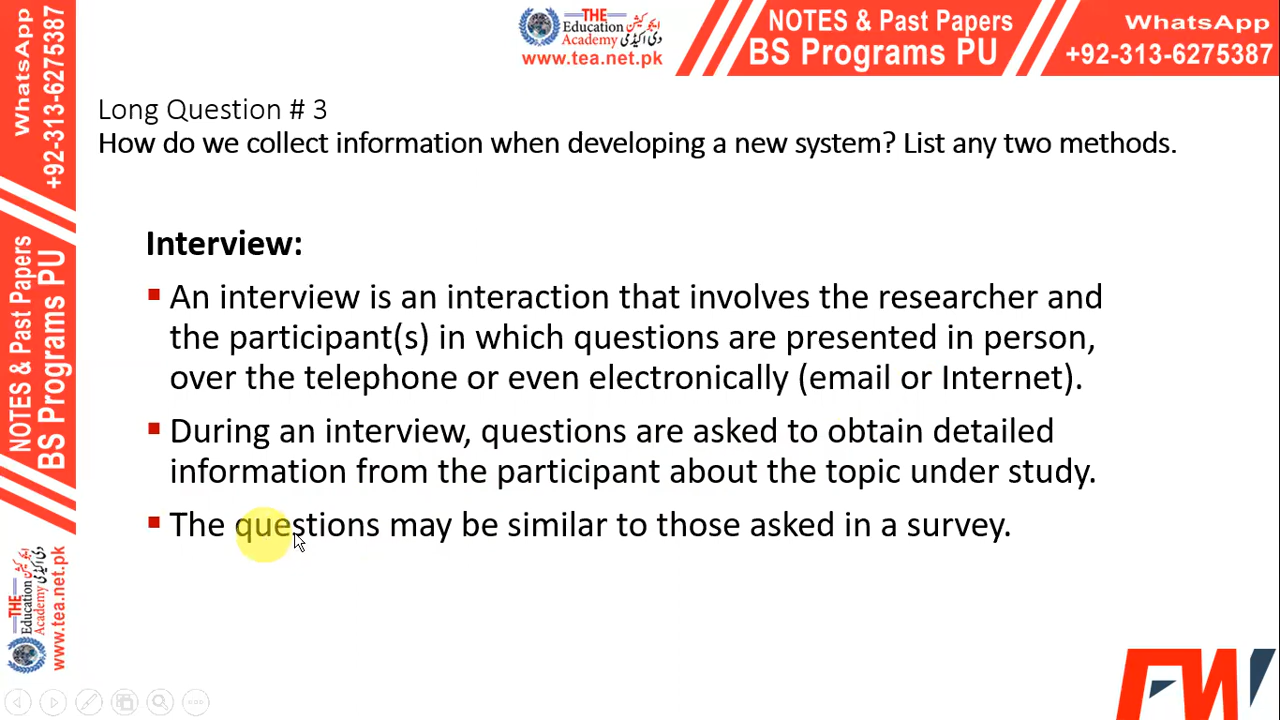 THE
Education
Academy
ایجوکیشن
دی اکیڈمی
www.tea.net.pk
NOTES & Past Papers
BS Programs PU
WhatsApp
+92-313-6275387
WhatsApp
+92-313-6275387
NOTES & Past Papers
BS Programs PU
THE
Education
Academy
ایجوکیشن
دی اکیڈمی
www.tea.net.pk
Long Question # 3
How do we collect information when developing a new system? List any two methods.
Interview:
An interview is an interaction that involves the researcher and
the participant(s) in which questions are presented in person,
over the telephone or even electronically (email or Internet).
During an interview, questions are asked to obtain detailed
information from the participant about the topic under study.
The questions may be similar to those asked in a survey.
FW